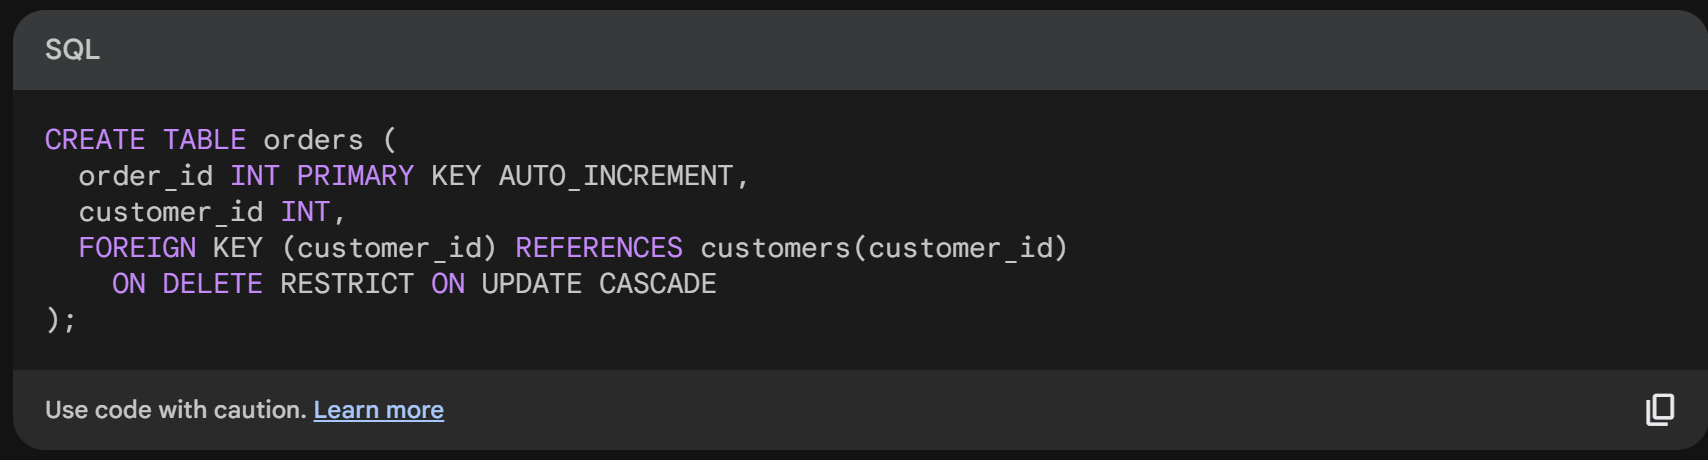 SQL
CREATE TABLE orders (
  order_id INT PRIMARY KEY AUTO_INCREMENT,
  customer_id INT,
  FOREIGN KEY (customer_id) REFERENCES customers(customer_id)
    ON DELETE RESTRICT ON UPDATE CASCADE
);
Use code with caution. Learn more